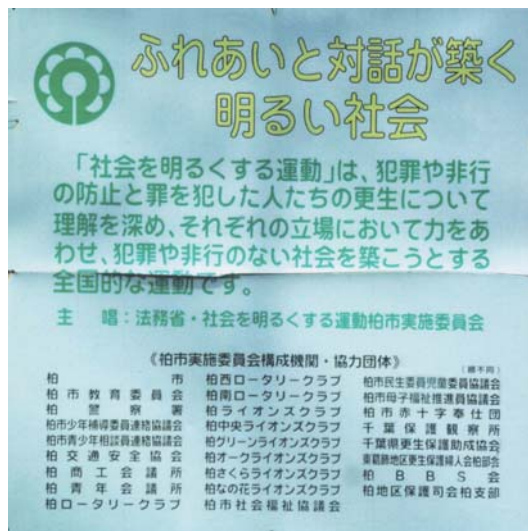 ふれあいと対話が築く
明るい社会
「社会を明るくする運動」は、犯罪や非行
の防止と罪を犯した人たちの更生について
理解を深め、それぞれの立場において力をあ
わせ、犯罪や非行のない社会を築こうとする
全国的な運動です。
主 唱：法務省・社会を明るくする運動柏市実施委員会
《柏市実施委員会構成機関・協力団体》
（順不同）
柏市
柏市教育委員会
柏警察署
柏市少年補導委員連絡協議会
柏市青少年相談員連絡協議会
柏交通安全協会
柏商工会議所
柏青年会議所
柏ロータリークラブ
柏西ロータリークラブ
柏南ロータリークラブ
柏ライオンズクラブ
柏中央ライオンズクラブ
柏グリーンライオンズクラブ
柏オークライオンズクラブ
柏さくらライオンズクラブ
柏なの花ライオンズクラブ
柏市社会福祉協議会
柏市民生委員児童委員協議会
柏市母子福祉推進員協議会
柏市赤十字奉仕団
千葉保護観察所
千葉県更生保護助成協会
東葛飾地区更生保護婦人会柏部会
柏BBS会
柏地区保護司会柏支部